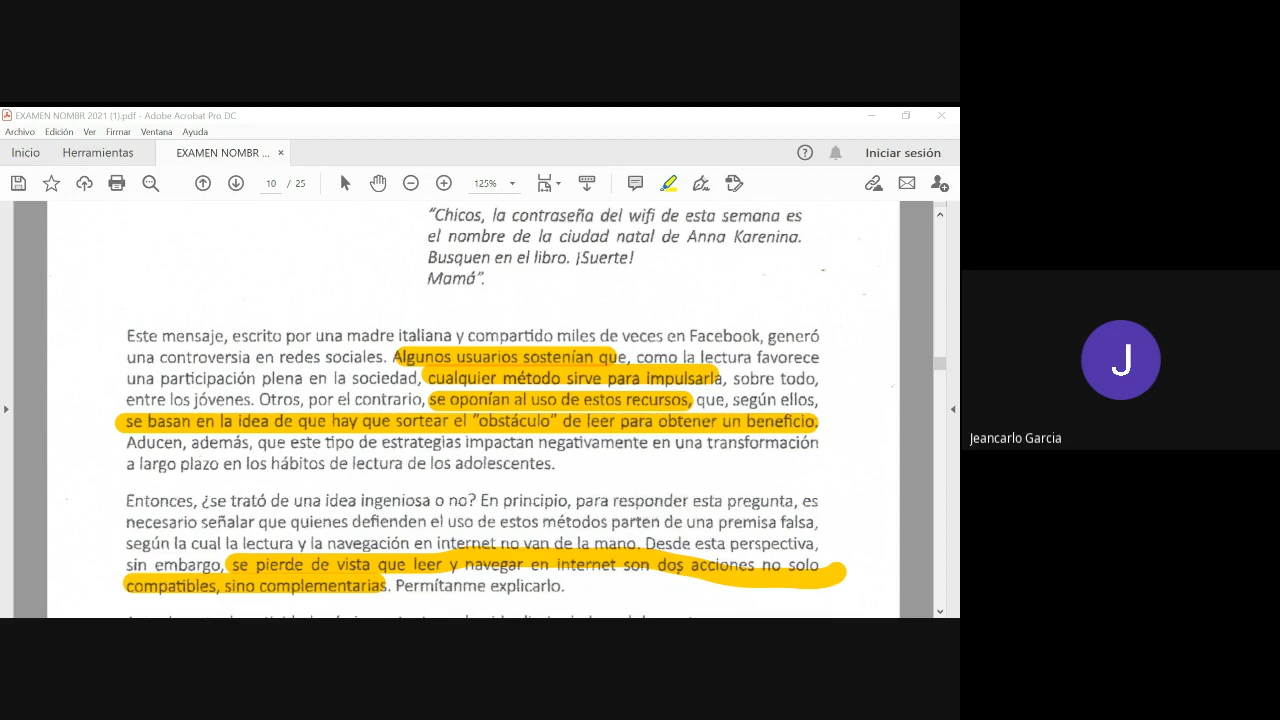 EXAMEN NOMBR 2021 (1).pdf - Adobe Acrobat Pro DC
Archivo Edición Ver Firmar Ventana Ayuda
Inicio Herramientas EXAMEN NOMBR ... × Iniciar sesión
10 / 25 125%
“Chicos, la contraseña del wifi de esta semana es
el nombre de la ciudad natal de Anna Karenina.
Busquen en el libro. ¡Suerte!
Mamá”.
Este mensaje, escrito por una madre italiana y compartido miles de veces en Facebook, generó
una controversia en redes sociales. Algunos usuarios sostenían que, como la lectura favorece
una participación plena en la sociedad, cualquier método sirve para impulsarla, sobre todo,
entre los jóvenes. Otros, por el contrario, se oponían al uso de estos recursos, que, según ellos,
se basan en la idea de que hay que sortear el “obstáculo” de leer para obtener un beneficio.
Aducen, además, que este tipo de estrategias impactan negativamente en una transformación
a largo plazo en los hábitos de lectura de los adolescentes.
Entonces, ¿se trató de una idea ingeniosa o no? En principio, para responder esta pregunta, es
necesario señalar que quienes defienden el uso de estos métodos parten de una premisa falsa,
según la cual la lectura y la navegación en internet no van de la mano. Desde esta perspectiva,
sin embargo, se pierde de vista que leer y navegar en internet son dos acciones no solo
compatibles, sino complementarias. Permítanme explicarlo.
J
Jeancarlo Garcia